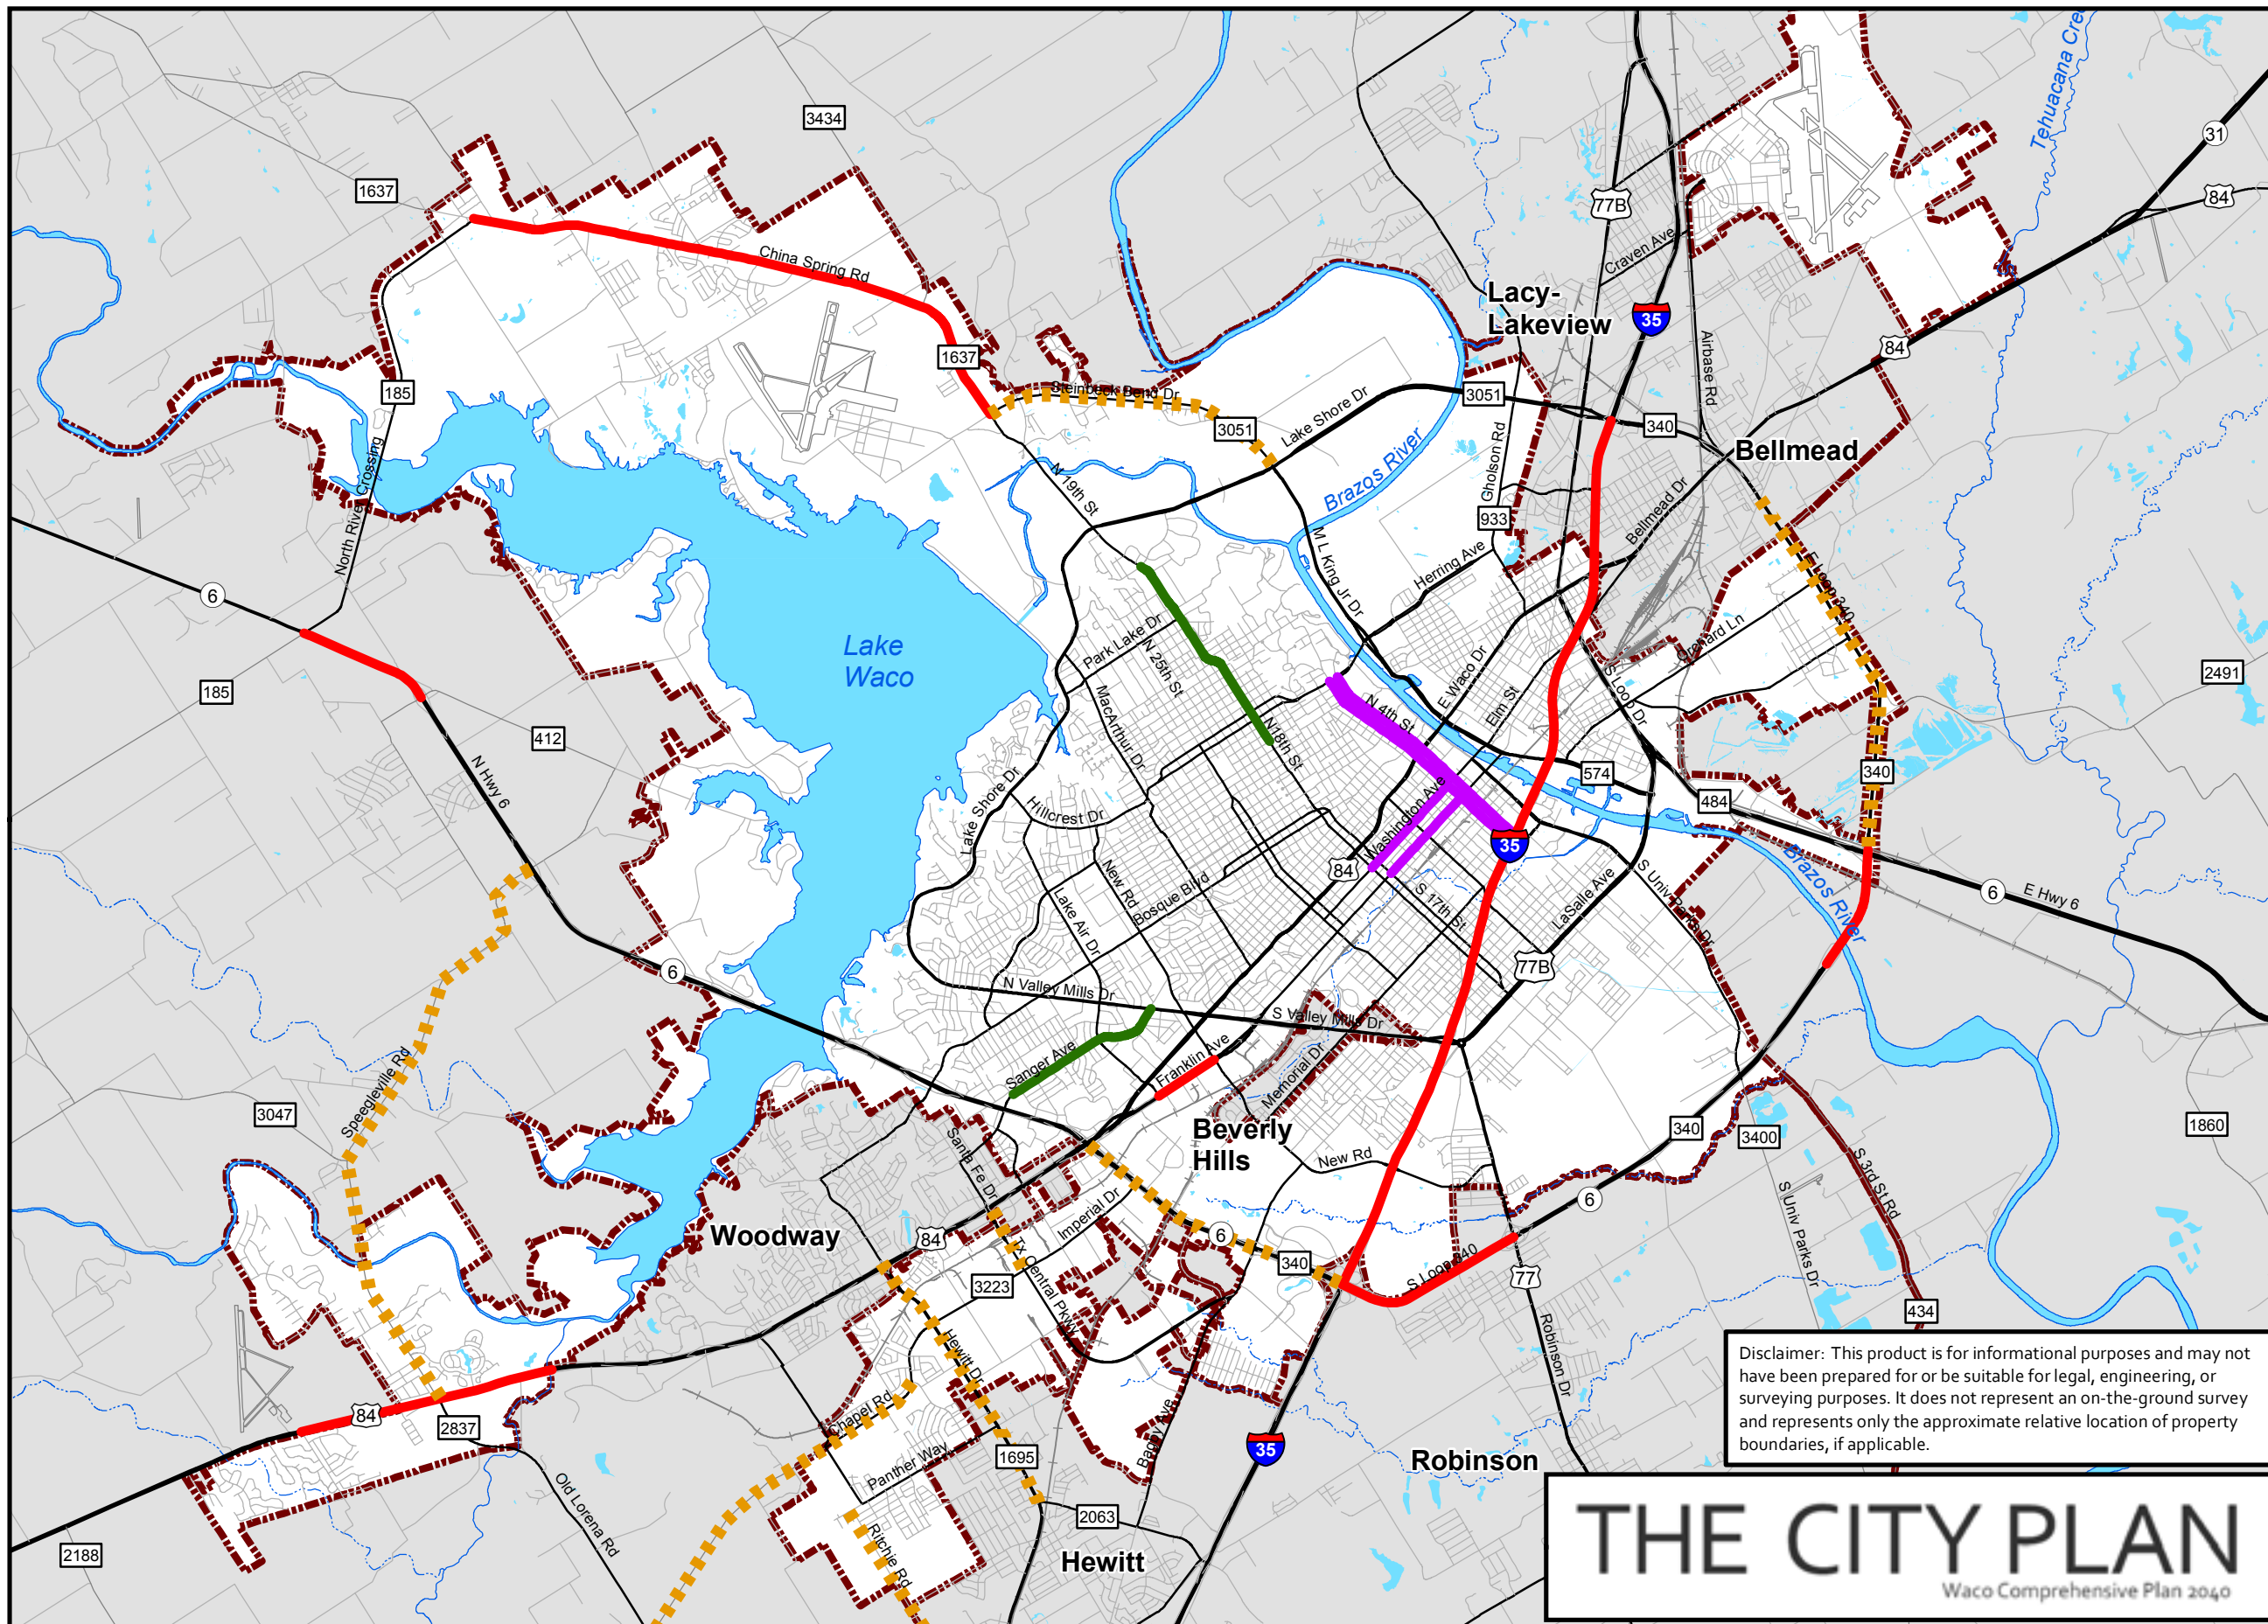 3434
1637
31
77B
84
Tehuacana Cree
Craven Ave
China Spring Rd
Lacy-
Lakeview
35
Airbase Rd
84
1637
185
Steinbeck Bend Dr
3051
3051
340
Lake Shore Dr
Gholson Rd
Bellmead
Brazos River
N 19th St
North River Crossing
933
Bellmead Dr
M L King Jr Dr
Herring Ave
E Loop 340
6
Lake
Waco
Park Lake Dr
N 25th St
Orchard Ln
185
2491
412
MacArthur Dr
N 18th St
N 4th St
E Waco Dr
Elm St
S Loop Dr
N Hwy 6
574
340
484
Lake Shore Dr
Hillcrest Dr
Washington Ave
35
84
New Rd
Bosque Blvd
Lake Air Dr
S 17th St
LaSalle Ave
S Univ Parks Dr
Brazos River
6
E Hwy 6
6
77B
N Valley Mills Dr
S Valley Mills Dr
Sanger Ave
Franklin Ave
Memorial Dr
Speegleville Rd
3047
Beverly
Hills
340
3400
1860
Santa Fe Dr
New Rd
S 3rd St Rd
Imperial Dr
6
S Univ Parks Dr
Woodway
84
6
Tx Central Pkwy
340
S Loop 340
77
3223
434
Hewitt Dr
Robinson Dr
84
2837
Chapel Rd
Panther Way
Bagby Ave
1695
35
Robinson
Old Lorena Rd
2063
Ritchie Rd
Hewitt
2188
Disclaimer: This product is for informational purposes and may not
have been prepared for or be suitable for legal, engineering, or
surveying purposes. It does not represent an on-the-ground survey
and represents only the approximate relative location of property
boundaries, if applicable.
THE CITY PLAN
Waco Comprehensive Plan 2040